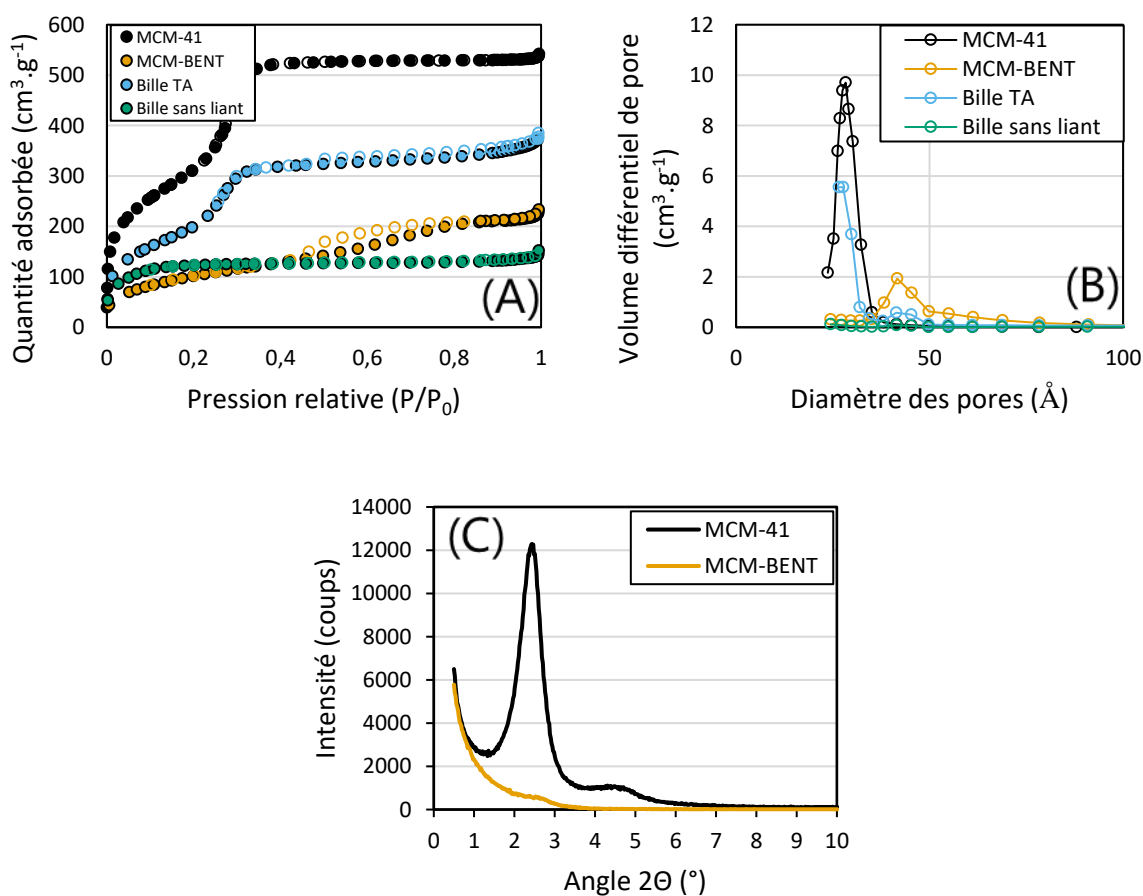 600
500
400
300
200
100
0
0
0,2
0,4
0,6
0,8
1
Quantité adsorbée (cm³.g⁻¹)
Pression relative (P/P₀)
MCM-41
MCM-BENT
Bille TA
Bille sans liant
(A)
12
10
8
6
4
2
0
0
50
100
Volume différentiel de pore
(cm³.g⁻¹)
Diamètre des pores (Å)
MCM-41
MCM-BENT
Bille TA
Bille sans liant
(B)
14000
12000
10000
8000
6000
4000
2000
0
0
1
2
3
4
5
6
7
8
9
10
Intensité (coups)
Angle 2Θ (°)
(C)
MCM-41
MCM-BENT